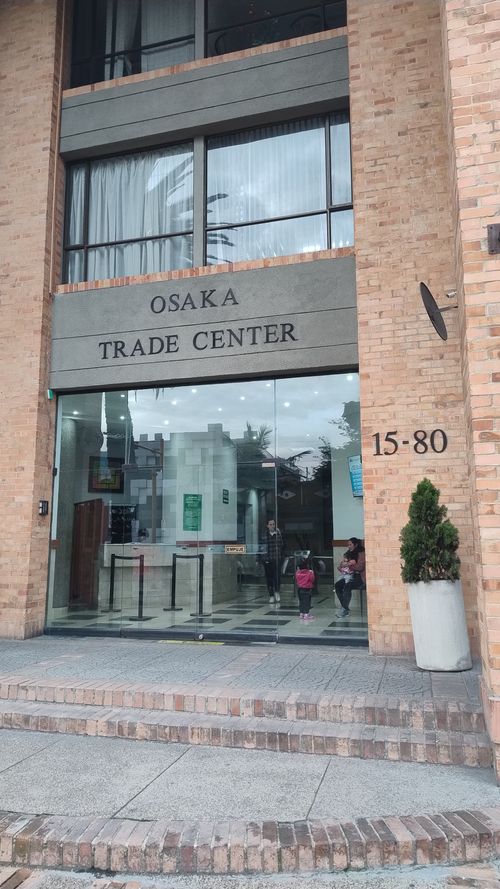 OSAKA
TRADE CENTER
15-80
EMPUJE